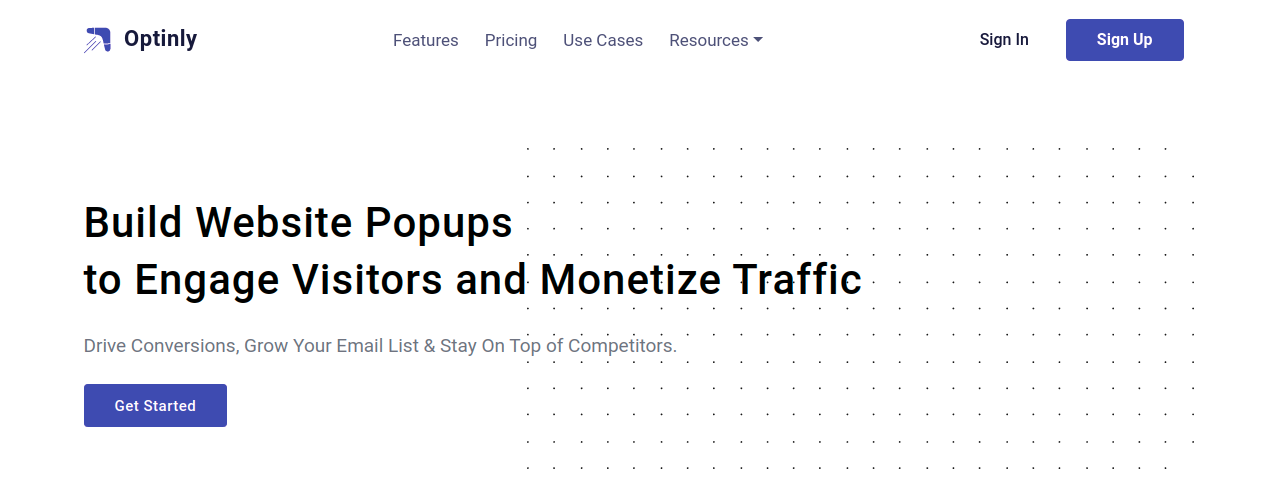 Optinly
Features Pricing Use Cases Resources
Sign In
Sign Up
Build Website Popups
to Engage Visitors and Monetize Traffic
Drive Conversions, Grow Your Email List & Stay On Top of Competitors.
Get Started